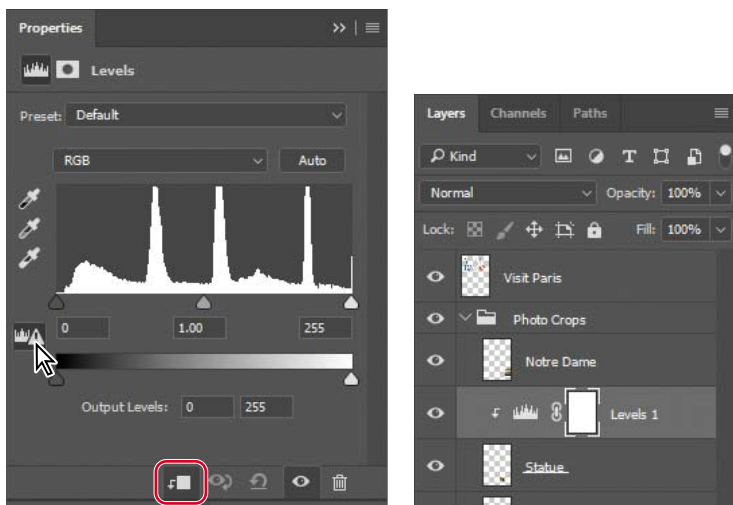 Properties
Levels
Preset: Default
RGB Auto
0 1.00 255
Output Levels: 0 255
Layers Channels Paths
Kind
Normal Opacity: 100%
Lock: Fill: 100%
Visit Paris
Photo Crops
Notre Dame
Levels 1
Statue